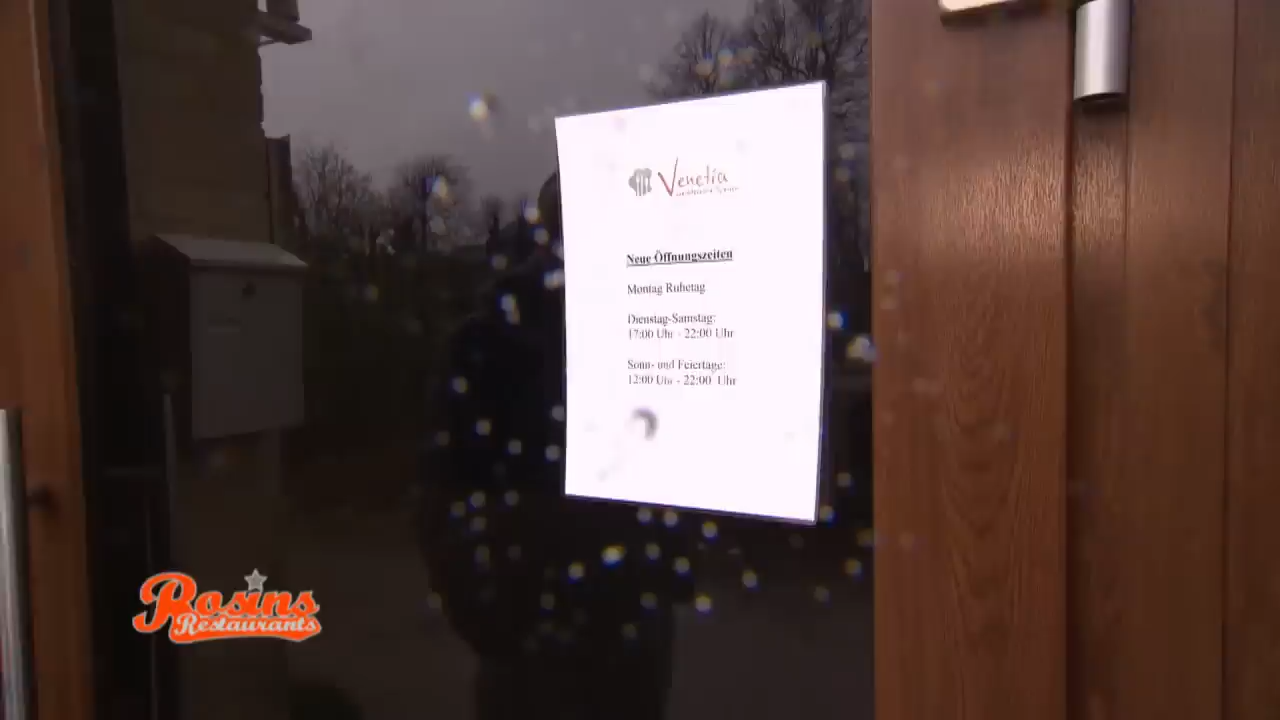 Venetia
Neue Öffnungszeiten
Montag Ruhetag
Dienstag-Samstag:
17:00 Uhr - 22:00 Uhr
Sonn- und Feiertage:
12:00 Uhr - 22:00 Uhr
Rosins
Restaurants